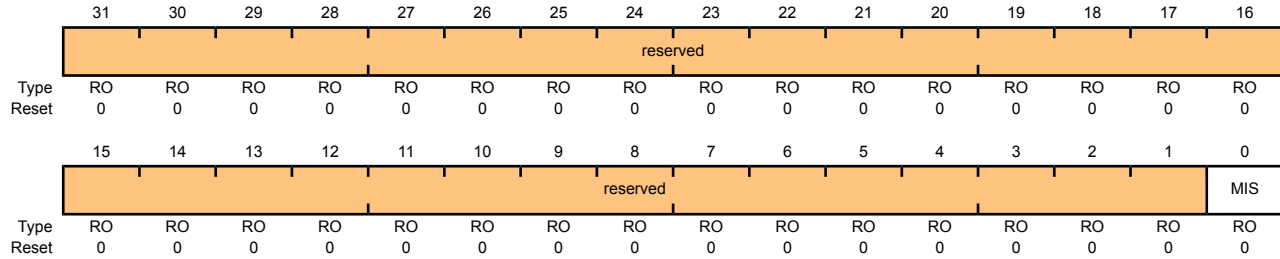 31 30 29 28 27 26 25 24 23 22 21 20 19 18 17 16
reserved
Type RO RO RO RO RO RO RO RO RO RO RO RO RO RO RO RO
Reset 0 0 0 0 0 0 0 0 0 0 0 0 0 0 0 0
15 14 13 12 11 10 9 8 7 6 5 4 3 2 1 0
reserved MIS
Type RO RO RO RO RO RO RO RO RO RO RO RO RO RO RO RO
Reset 0 0 0 0 0 0 0 0 0 0 0 0 0 0 0 0